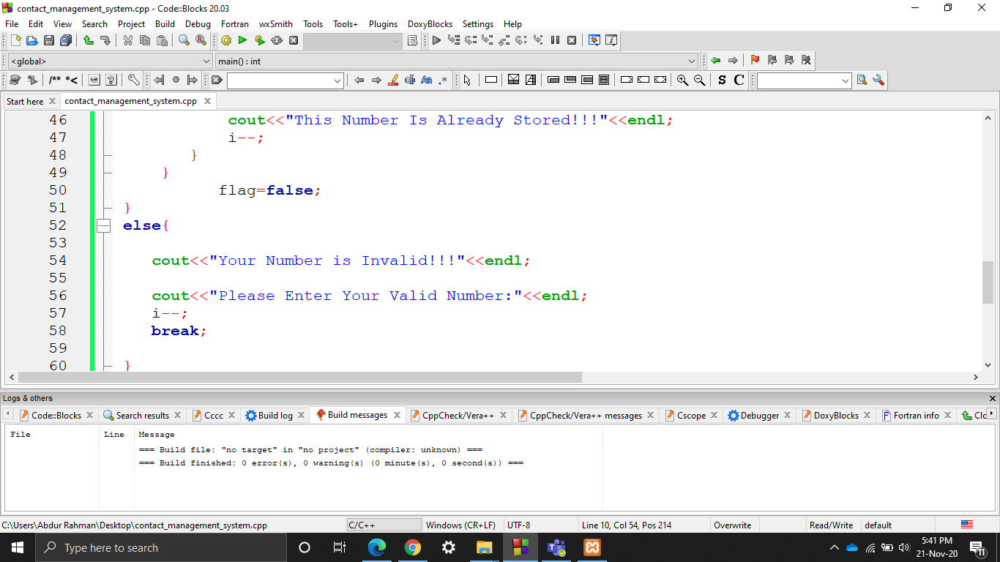 contact_management_system.cpp - Code::Blocks 20.03
File Edit View Search Project Build Debug Fortran wxSmith Tools Tools+ Plugins DoxyBlocks Settings Help
<global> main() : int
/** *< Aa .* S C
Start here contact_management_system.cpp
46 cout<<"This Number Is Already Stored!!!"<<endl;
47 i--;
48 }
49 }
50 flag=false;
51 }
52 else{
53
54 cout<<"Your Number is Invalid!!!"<<endl;
55
56 cout<<"Please Enter Your Valid Number:"<<endl;
57 i--;
58 break;
59
60 }
Logs & others
Code::Blocks Search results Cccc Build log Build messages CppCheck/Vera++ CppCheck/Vera++ messages Cscope Debugger DoxyBlocks Fortran info Clo
File Line Message
=== Build file: "no target" in "no project" (compiler: unknown) ===
=== Build finished: 0 error(s), 0 warning(s) (0 minute(s), 0 second(s)) ===
C:\Users\Abdur Rahman\Desktop\contact_management_system.cpp C/C++ Windows (CR+LF) UTF-8 Line 10, Col 54, Pos 214 Overwrite Read/Write default
Type here to search
5:41 PM
21-Nov-20
11